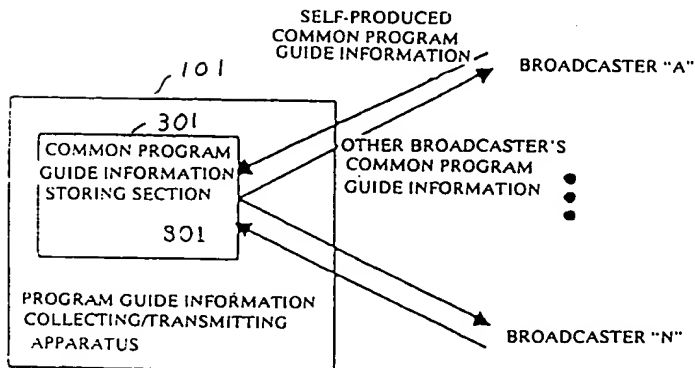 SELF-PRODUCED
COMMON PROGRAM
GUIDE INFORMATION
BROADCASTER "A"
101
301
COMMON PROGRAM
GUIDE INFORMATION
STORING SECTION
301
OTHER BROADCASTER'S
COMMON PROGRAM
GUIDE INFORMATION
PROGRAM GUIDE INFORMATION
COLLECTING/TRANSMITTING
APPARATUS
BROADCASTER "N"